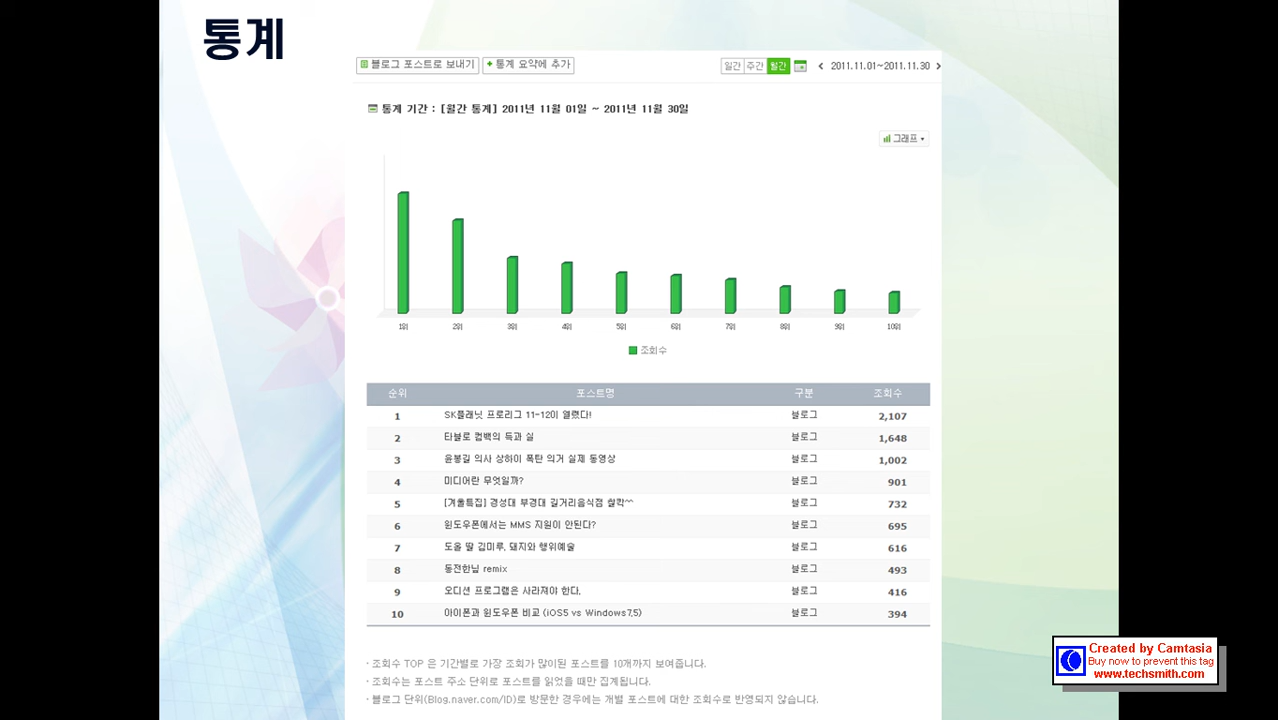 통계
블로그 포스트로 보내기 통계 요약에 추가 일간 주간 월간 2011.11.01~2011.11.30
통계 기간 : [월간 통계] 2011년 11월 01일 ~ 2011년 11월 30일
그래프
1위 2위 3위 4위 5위 6위 7위 8위 9위 10위
조회수
순위 포스트명 구분 조회수
1 SK플래닛 프로리그 11-12이 열렸다! 블로그 2,107
2 타블로 컴백의 득과 실 블로그 1,648
3 윤봉길 의사 상하이 폭탄 의거 실제 동영상 블로그 1,002
4 미디어란 무엇일까? 블로그 901
5 [겨울특집] 경성대 부경대 길거리음식점 찰칵^^ 블로그 732
6 윈도우폰에서는 MMS 지원이 안된다? 블로그 695
7 도올 딸 김미루, 돼지와 행위예술 블로그 616
8 동전한닢 remix 블로그 493
9 오디션 프로그램은 사라져야 한다. 블로그 416
10 아이폰과 윈도우폰 비교 (iOS5 vs Windows7.5) 블로그 394
· 조회수 TOP 은 기간별로 가장 조회가 많이된 포스트를 10개까지 보여줍니다.
· 조회수는 포스트 주소 단위로 포스트를 읽었을 때만 집계됩니다.
· 블로그 단위(Blog.naver.com/ID)로 방문한 경우에는 개별 포스트에 대한 조회수로 반영되지 않습니다.
Created by Camtasia
Buy now to prevent this tag
www.techsmith.com